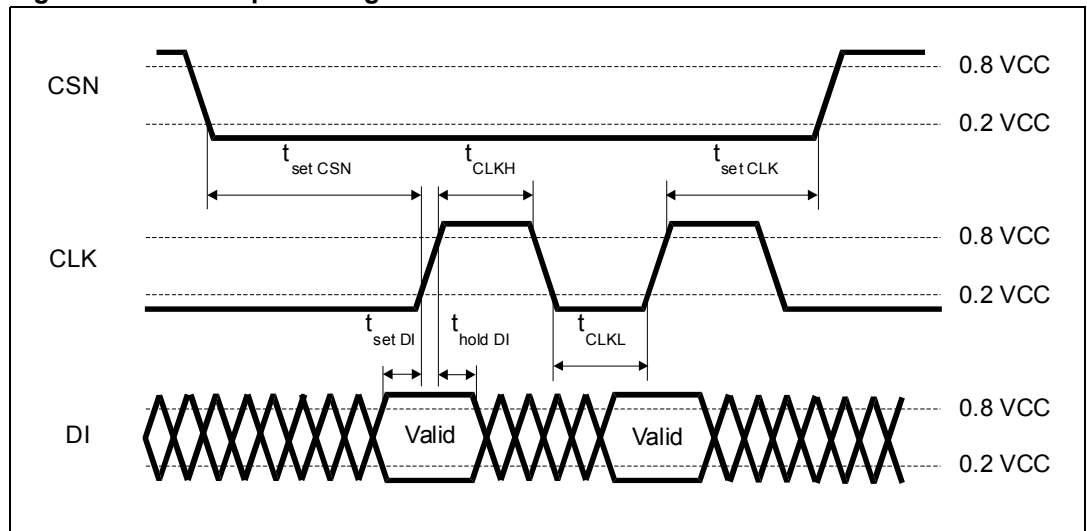 CSN
0.8 VCC
0.2 VCC
t set CSN
t CLKH
t set CLK
CLK
0.8 VCC
0.2 VCC
t set DI
t hold DI
t CLKL
DI
Valid
Valid
0.8 VCC
0.2 VCC